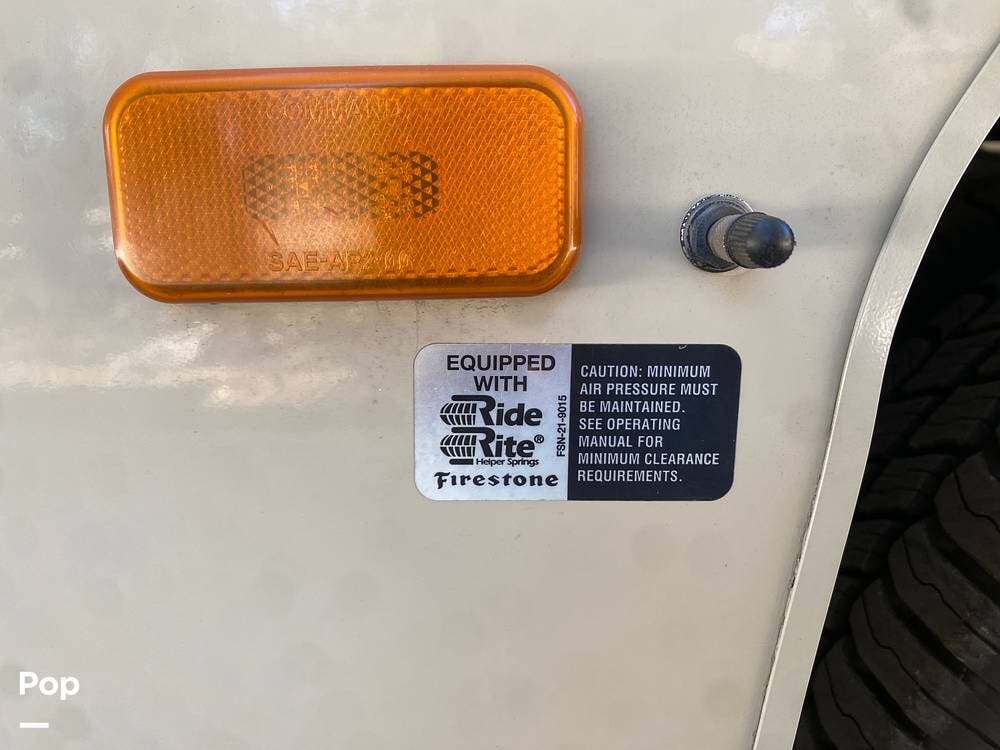 COMMAND
SAE-AP2-00
EQUIPPED
WITH
Ride
Rite®
Helper Springs
Firestone
FSN-21-9015
CAUTION: MINIMUM
AIR PRESSURE MUST
BE MAINTAINED.
SEE OPERATING
MANUAL FOR
MINIMUM CLEARANCE
REQUIREMENTS.
Pop